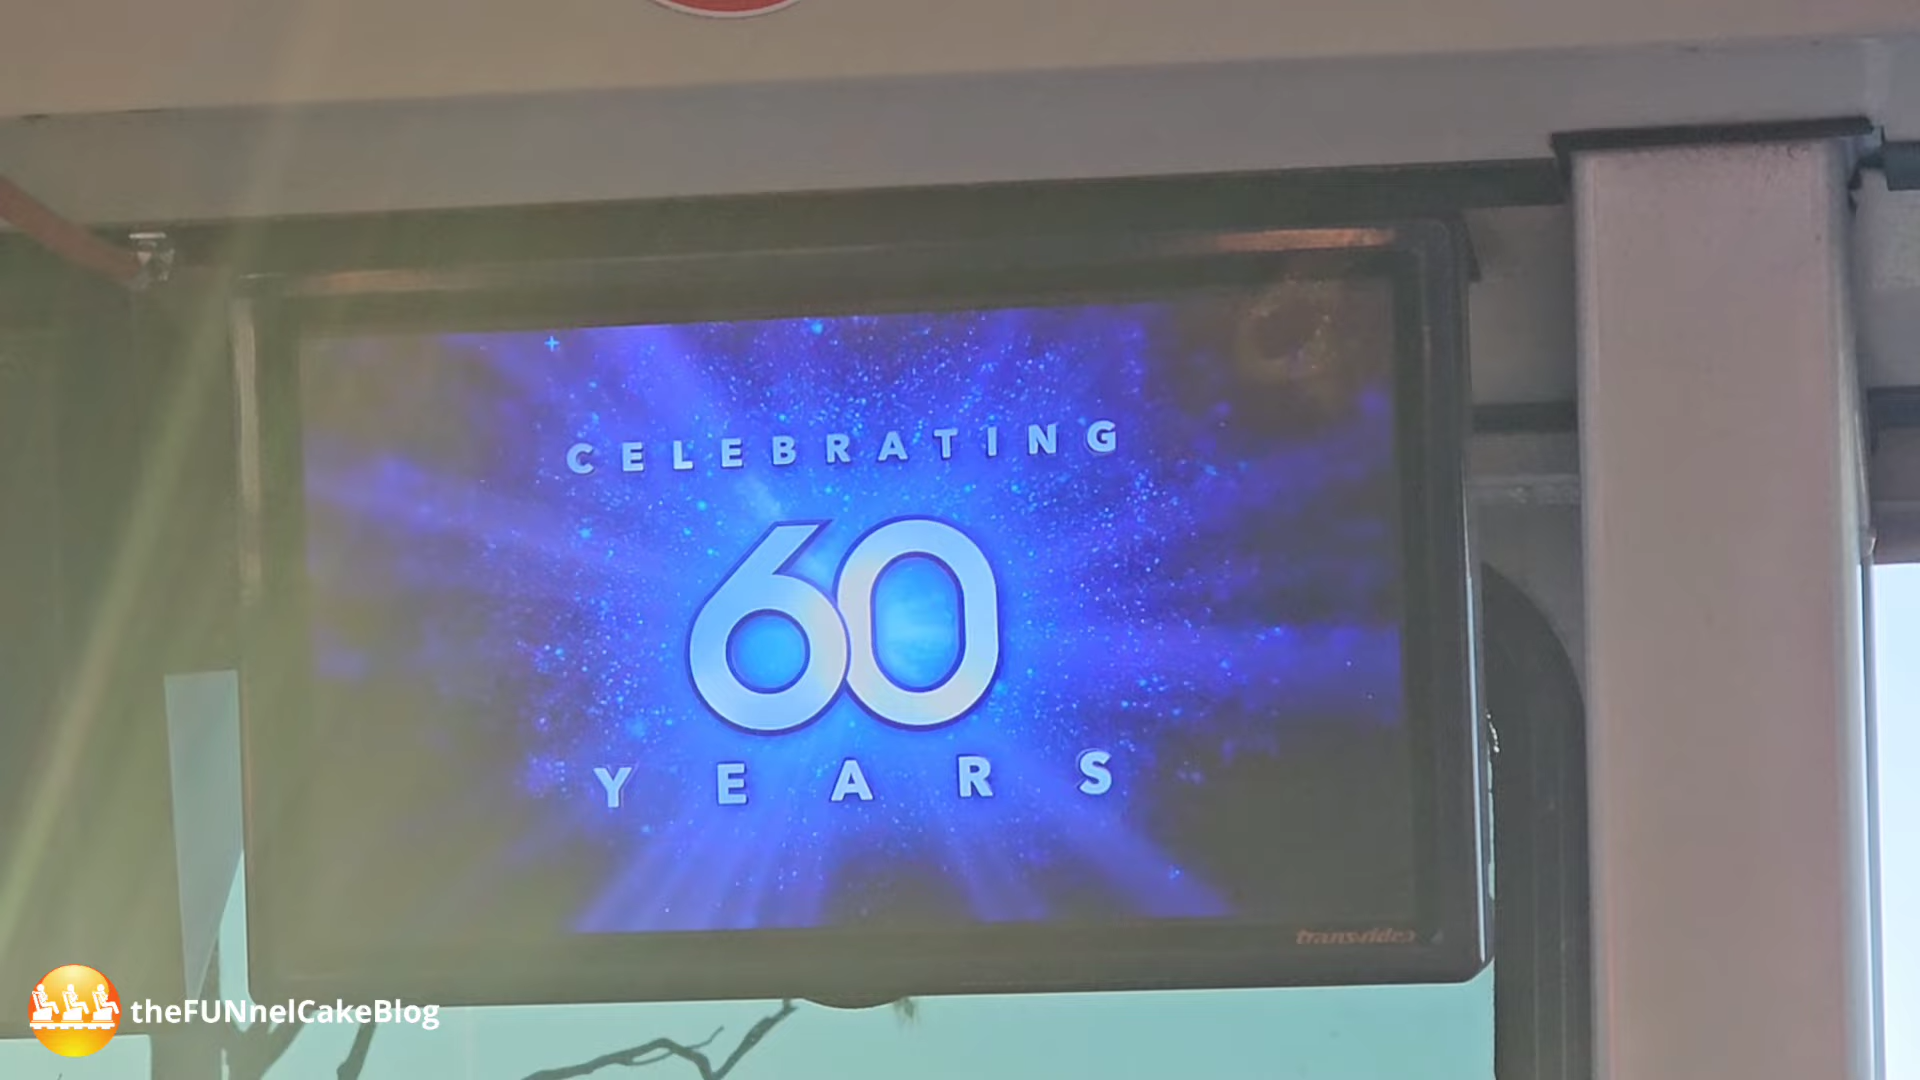 CELEBRATING
60
YEARS
transvideo
theFUNnelCakeBlog